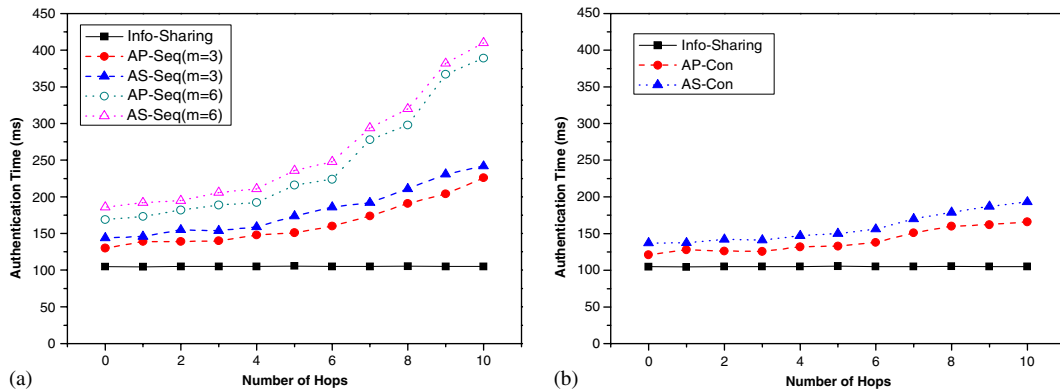 450
400
350
300
250
200
150
100
50
0
Authentication Time (ms)
Info-Sharing
AP-Seq(m=3)
AS-Seq(m=3)
AP-Seq(m=6)
AS-Seq(m=6)
0 2 4 6 8 10
Number of Hops
(a)
450
400
350
300
250
200
150
100
50
0
Authentication Time (ms)
Info-Sharing
AP-Con
AS-Con
0 2 4 6 8 10
Number of Hops
(b)